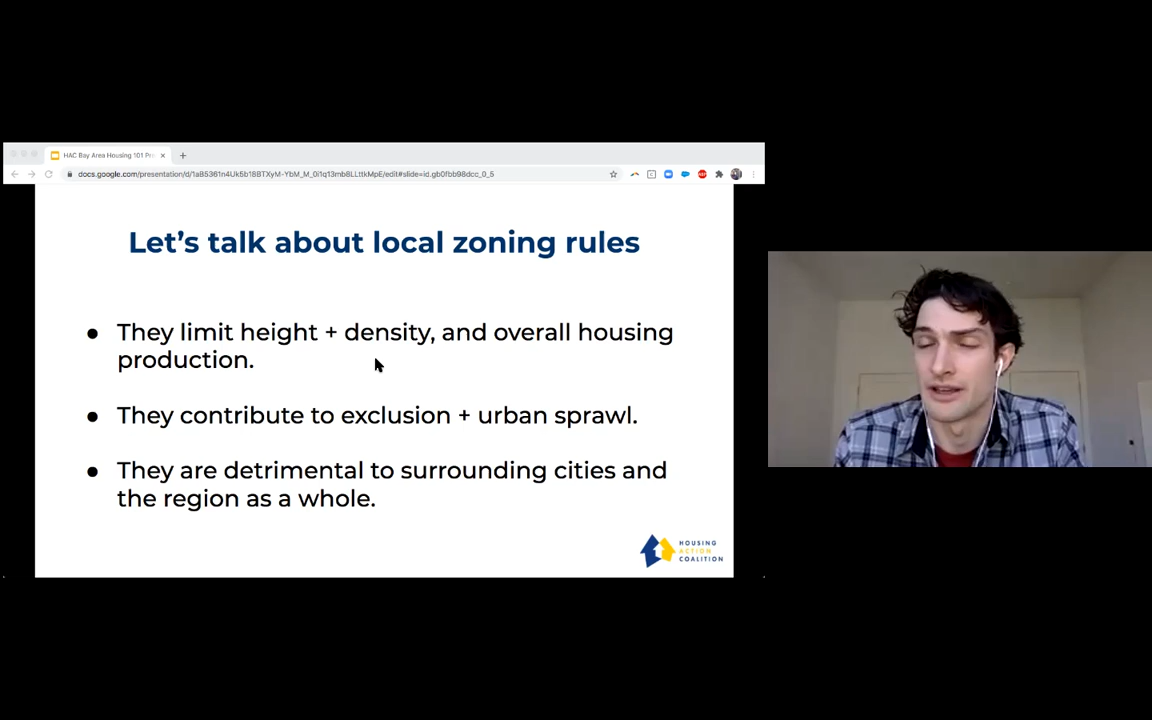 HAC Bay Area Housing 101 Pre
docs.google.com/presentation/d/1aB5361n4Uk5b18BTXyM-YbM_M_0i1q13mb8LLttkMpE/edit#slide=id.gb0fbb98dcc_0_5
Let's talk about local zoning rules
● They limit height + density, and overall housing
production.
● They contribute to exclusion + urban sprawl.
● They are detrimental to surrounding cities and
the region as a whole.
HOUSING
ACTION
COALITION